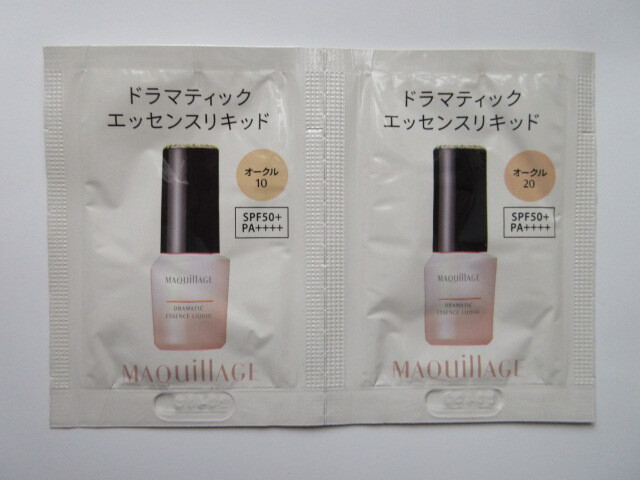 ドラマティック
エッセンスリキッド
オークル
10
SPF50+
PA++++
MAQuillAGE
DRAMATIC
ESSENCE LIQUID
MAQuillAGE
ドラマティック
エッセンスリキッド
オークル
20
SPF50+
PA++++
MAQuillAGE
DRAMATIC
ESSENCE LIQUID
MAQuillAGE